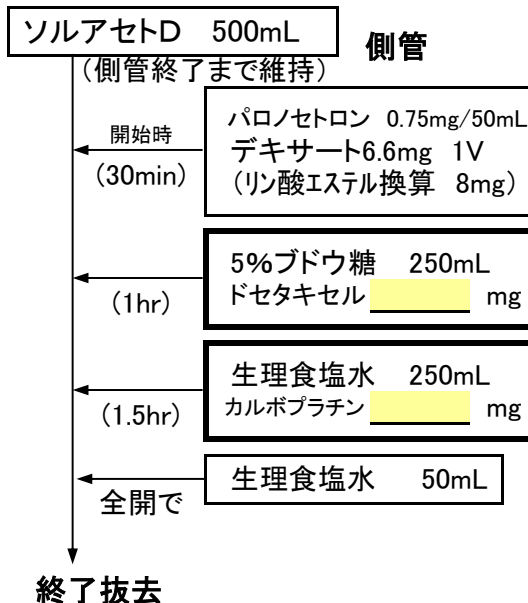 ソルアセトD 500mL
側管
(側管終了まで維持)
開始時
(30min)
パロノセトロン 0.75mg/50mL
デキサート6.6mg 1V
(リン酸エステル換算 8mg)
(1hr)
5%ブドウ糖 250mL
ドセタキセル mg
(1.5hr)
生理食塩水 250mL
カルボプラチン mg
全開で
生理食塩水 50mL
終了抜去